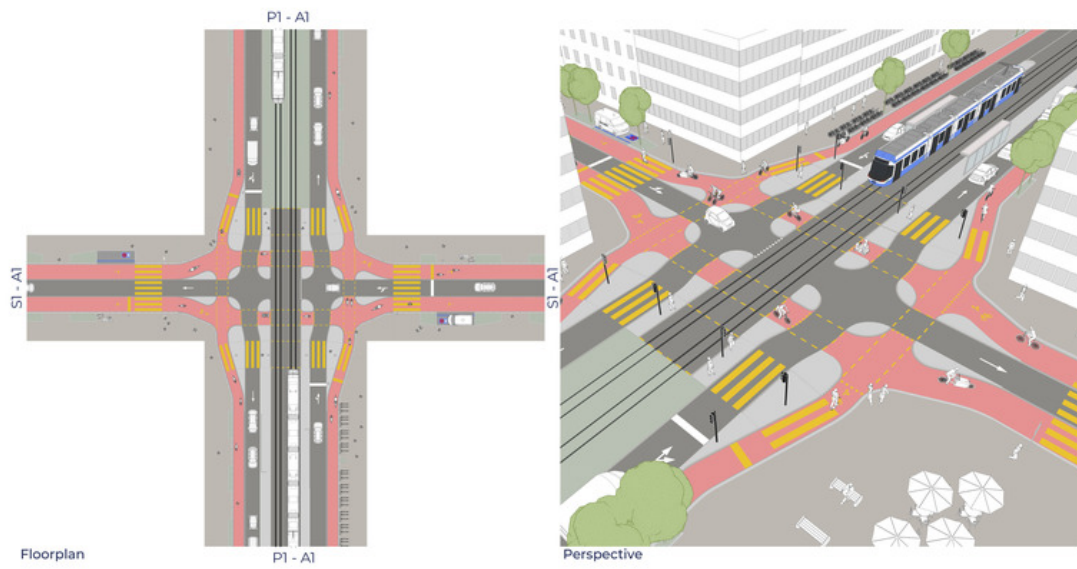 P1 - A1
S1 - A1
S1 - A1
P1 - A1
Floorplan
Perspective